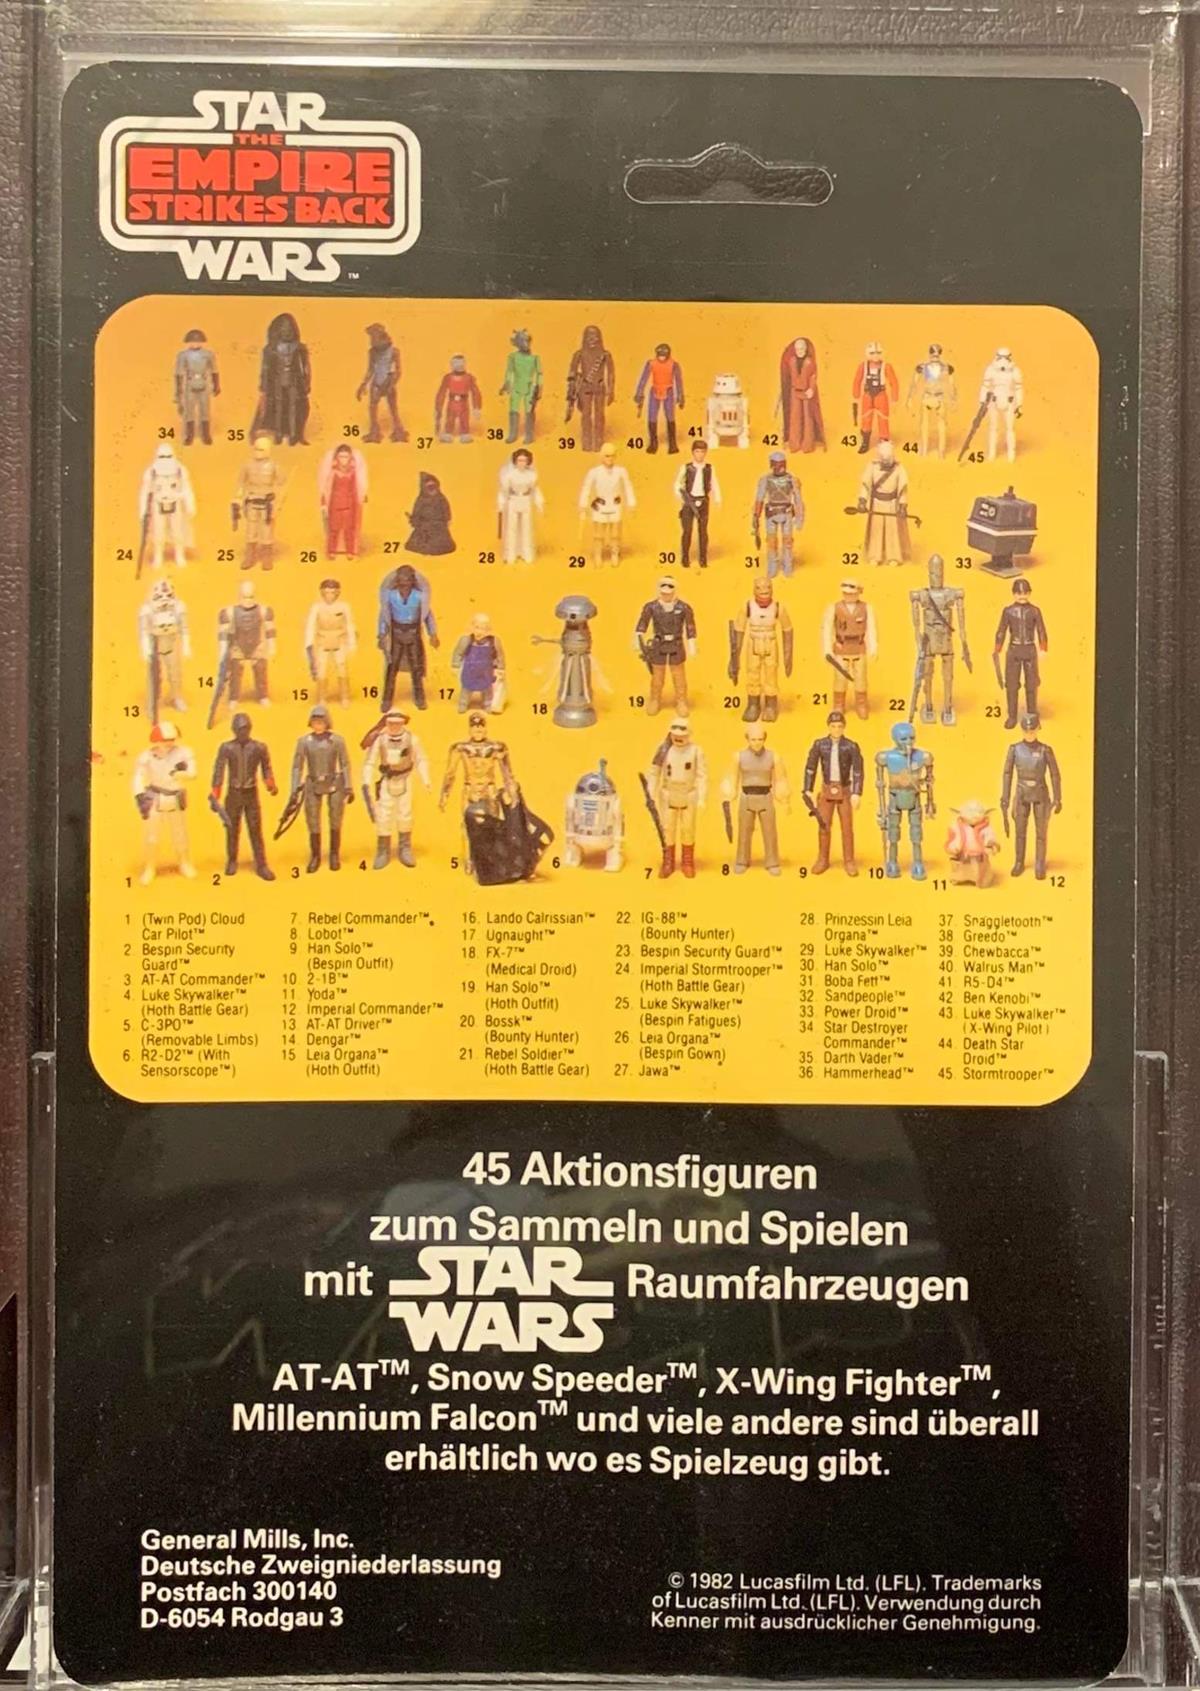 STAR
THE
EMPIRE
STRIKES BACK
WARS™
34 35 36 37 38 39 40 41 42 43 44 45
24 25 26 27 28 29 30 31 32 33
13 14 15 16 17 18 19 20 21 22 23
1 2 3 4 5 6 7 8 9 10 11 12
1 (Twin Pod) Cloud
Car Pilot™
2. Bespin Security
Guard™
3 AT-AT Commander™
4. Luke Skywalker™
(Hoth Battle Gear)
5. C-3PO™
(Removable Limbs)
6. R2-D2™ (With
Sensorscope™)
7. Rebel Commander™
8. Lobot™
9 Han Solo™
(Bespin Outfit)
10 2-1B™
11. Yoda™
12. Imperial Commander™
13 AT-AT Driver™
14. Dengar™
15 Leia Organa™
(Hoth Outfit)
16. Lando Calrissian™
17. Ugnaught™
18. FX-7™
(Medical Droid)
19. Han Solo™
(Hoth Outfit)
20. Bossk™
(Bounty Hunter)
21. Rebel Soldier™
(Hoth Battle Gear)
22. IG-88™
(Bounty Hunter)
23. Bespin Security Guard™
24. Imperial Stormtrooper™
(Hoth Battle Gear)
25. Luke Skywalker™
(Bespin Fatigues)
26. Leia Organa™
(Bespin Gown)
27. Jawa™
28. Prinzessin Leia
Organa™
29 Luke Skywalker™
30. Han Solo™
31. Boba Fett™
32. Sandpeople™
33. Power Droid™
34. Star Destroyer
Commander™
35. Darth Vader™
36. Hammerhead™
37. Snaggletooth™
38 Greedo™
39. Chewbacca™
40. Walrus Man™
41. R5-D4™
42. Ben Kenobi™
43. Luke Skywalker™
(X-Wing Pilot)
44. Death Star
Droid™
45. Stormtrooper™
45 Aktionsfiguren
zum Sammeln und Spielen
mit STAR WARS Raumfahrzeugen
AT-AT™, Snow Speeder™, X-Wing Fighter™,
Millennium Falcon™ und viele andere sind überall
erhältlich wo es Spielzeug gibt.
General Mills, Inc.
Deutsche Zweigniederlassung
Postfach 300140
D-6054 Rodgau 3
© 1982 Lucasfilm Ltd. (LFL). Trademarks
of Lucasfilm Ltd. (LFL). Verwendung durch
Kenner mit ausdrücklicher Genehmigung.